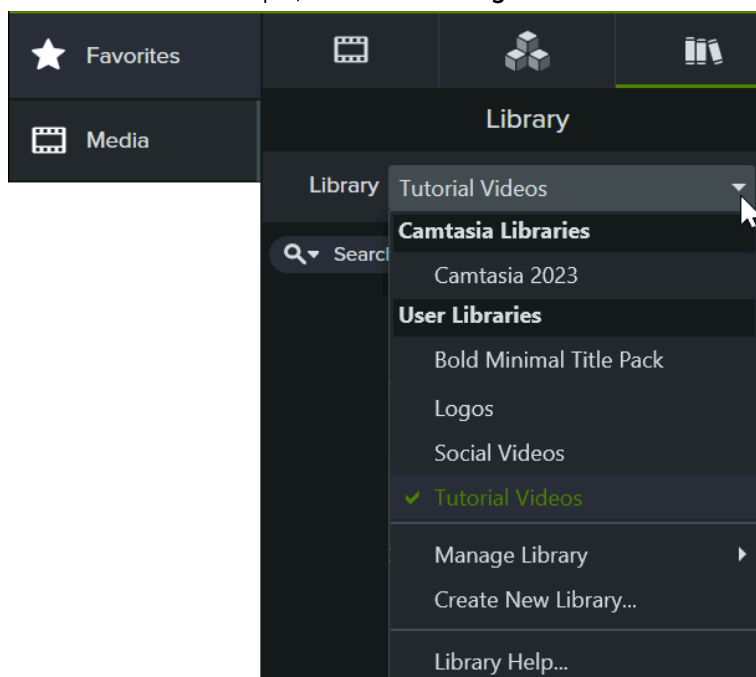 Favorites
Media
Library
Library Tutorial Videos
Camtasia Libraries
Search
Camtasia 2023
User Libraries
Bold Minimal Title Pack
Logos
Social Videos
Tutorial Videos
Manage Library
Create New Library...
Library Help...